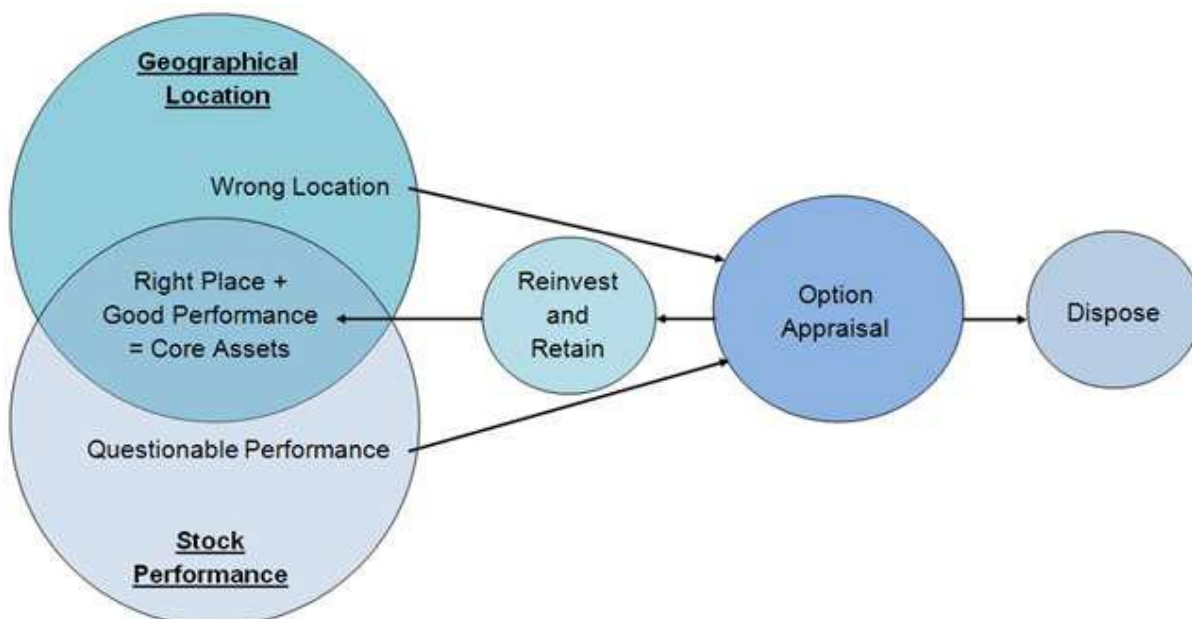 Geographical
Location
Wrong Location
Right Place +
Good Performance
= Core Assets
Questionable Performance
Stock
Performance
Reinvest
and
Retain
Option
Appraisal
Dispose